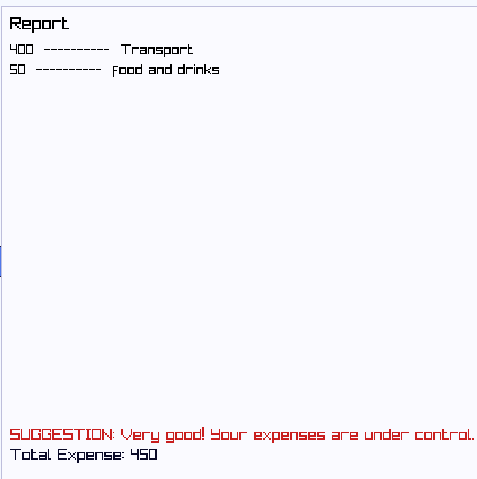 Report
400 ---------- Transport
50 ---------- food and drinks
SUGGESTION: Very good! Your expenses are under control.
Total Expense: 450